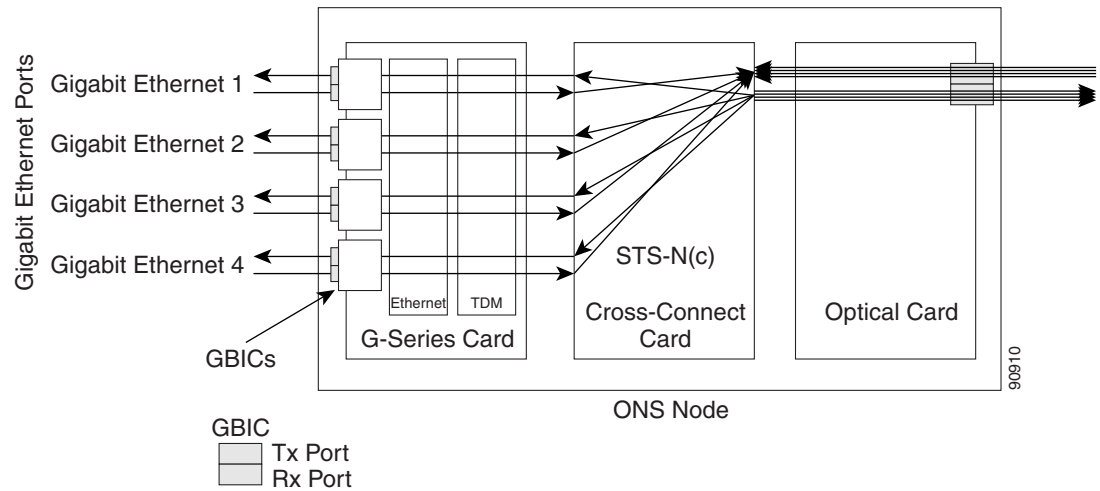 Gigabit Ethernet Ports
Gigabit Ethernet 1
Gigabit Ethernet 2
Gigabit Ethernet 3
Gigabit Ethernet 4
GBICs
Ethernet
TDM
G-Series Card
STS-N(c)
Cross-Connect
Card
Optical Card
90910
ONS Node
GBIC
Tx Port
Rx Port